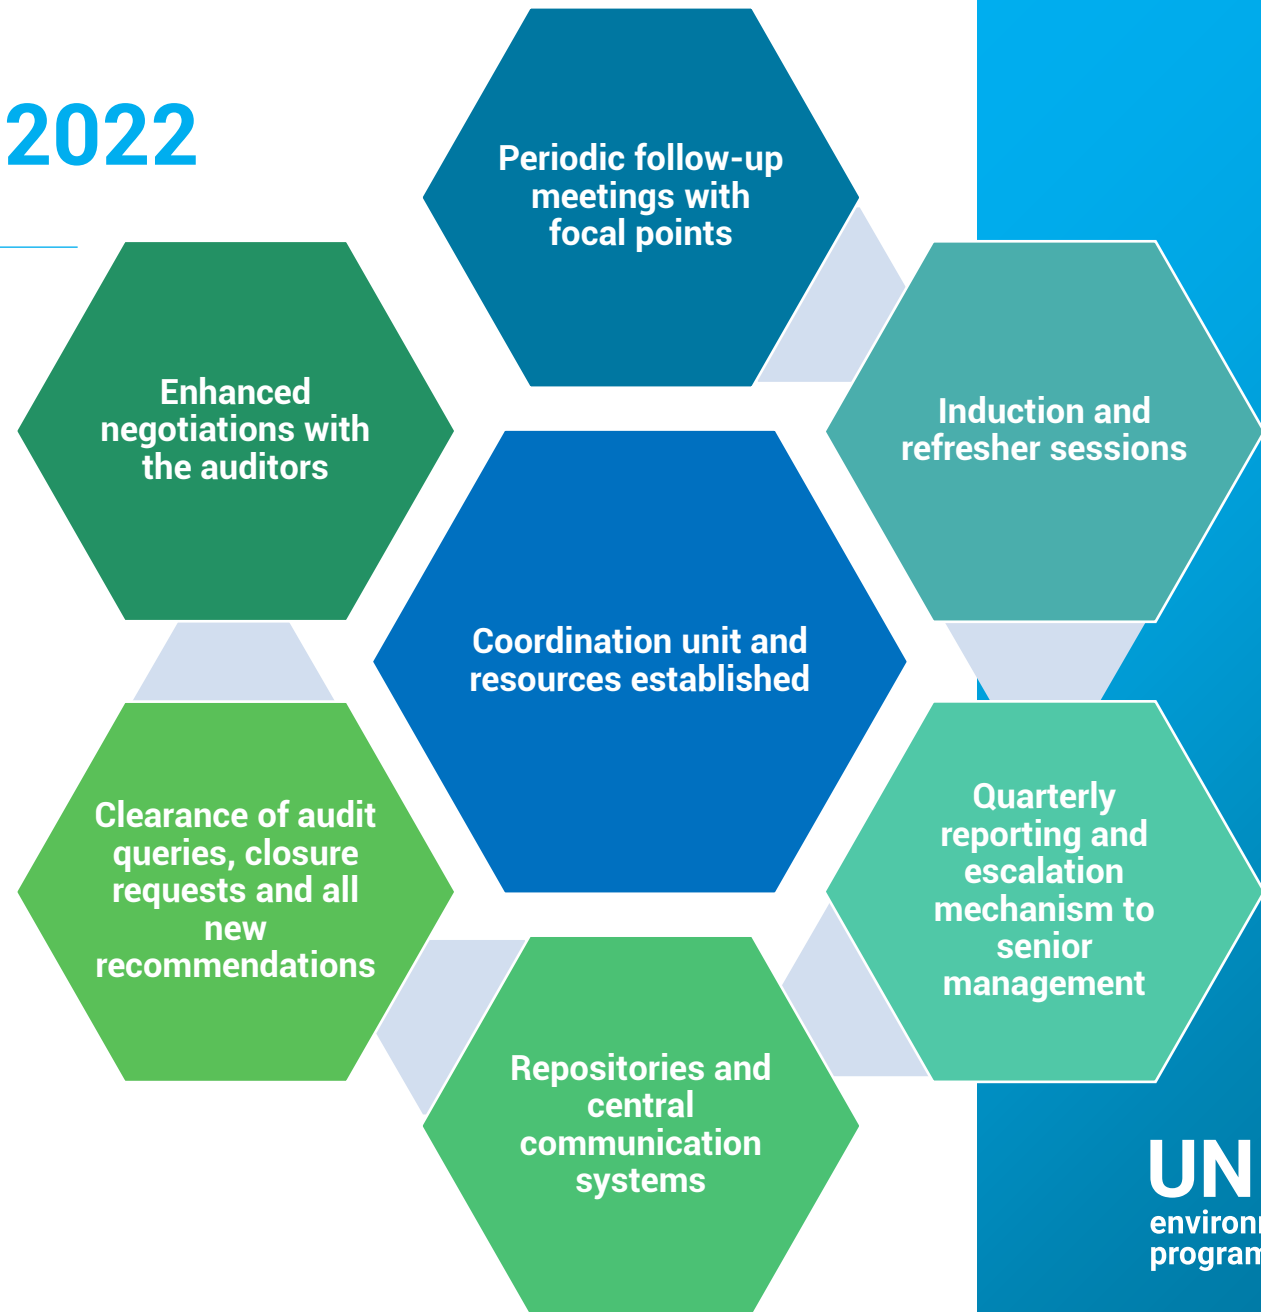 2022
Periodic follow-up
meetings with
focal points
Enhanced
negotiations with
the auditors
Induction and
refresher sessions
Coordination unit and
resources established
Clearance of audit
queries, closure
requests and all
new
recommendations
Quarterly
reporting and
escalation
mechanism to
senior
management
Repositories and
central
communication
systems
UN